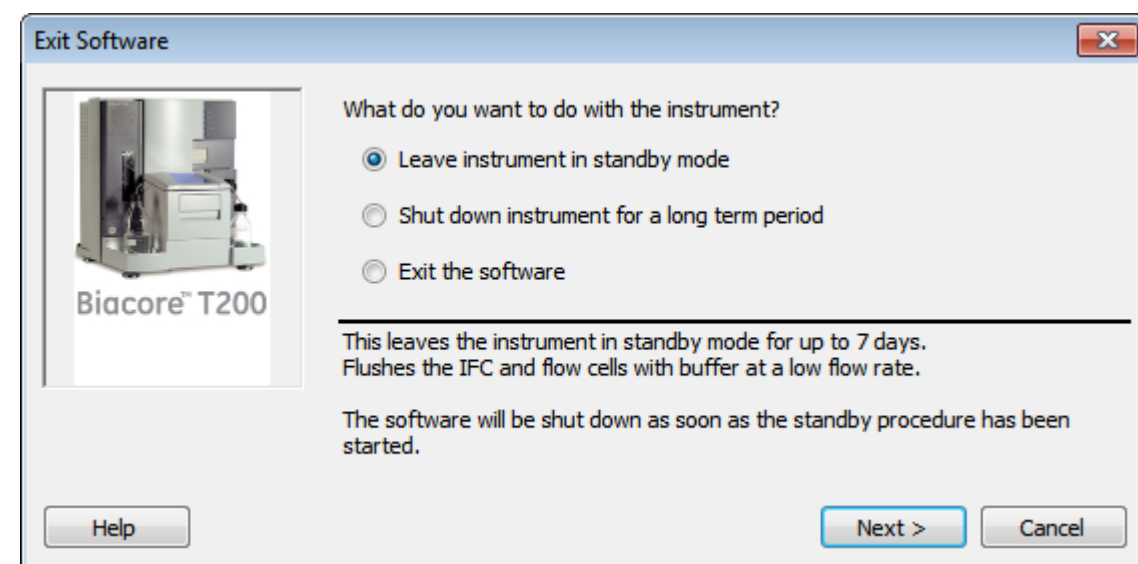 Exit Software
What do you want to do with the instrument?
Leave instrument in standby mode
Shut down instrument for a long term period
Exit the software
Biacore™ T200
This leaves the instrument in standby mode for up to 7 days.
Flushes the IFC and flow cells with buffer at a low flow rate.
The software will be shut down as soon as the standby procedure has been
started.
Help
Next >
Cancel